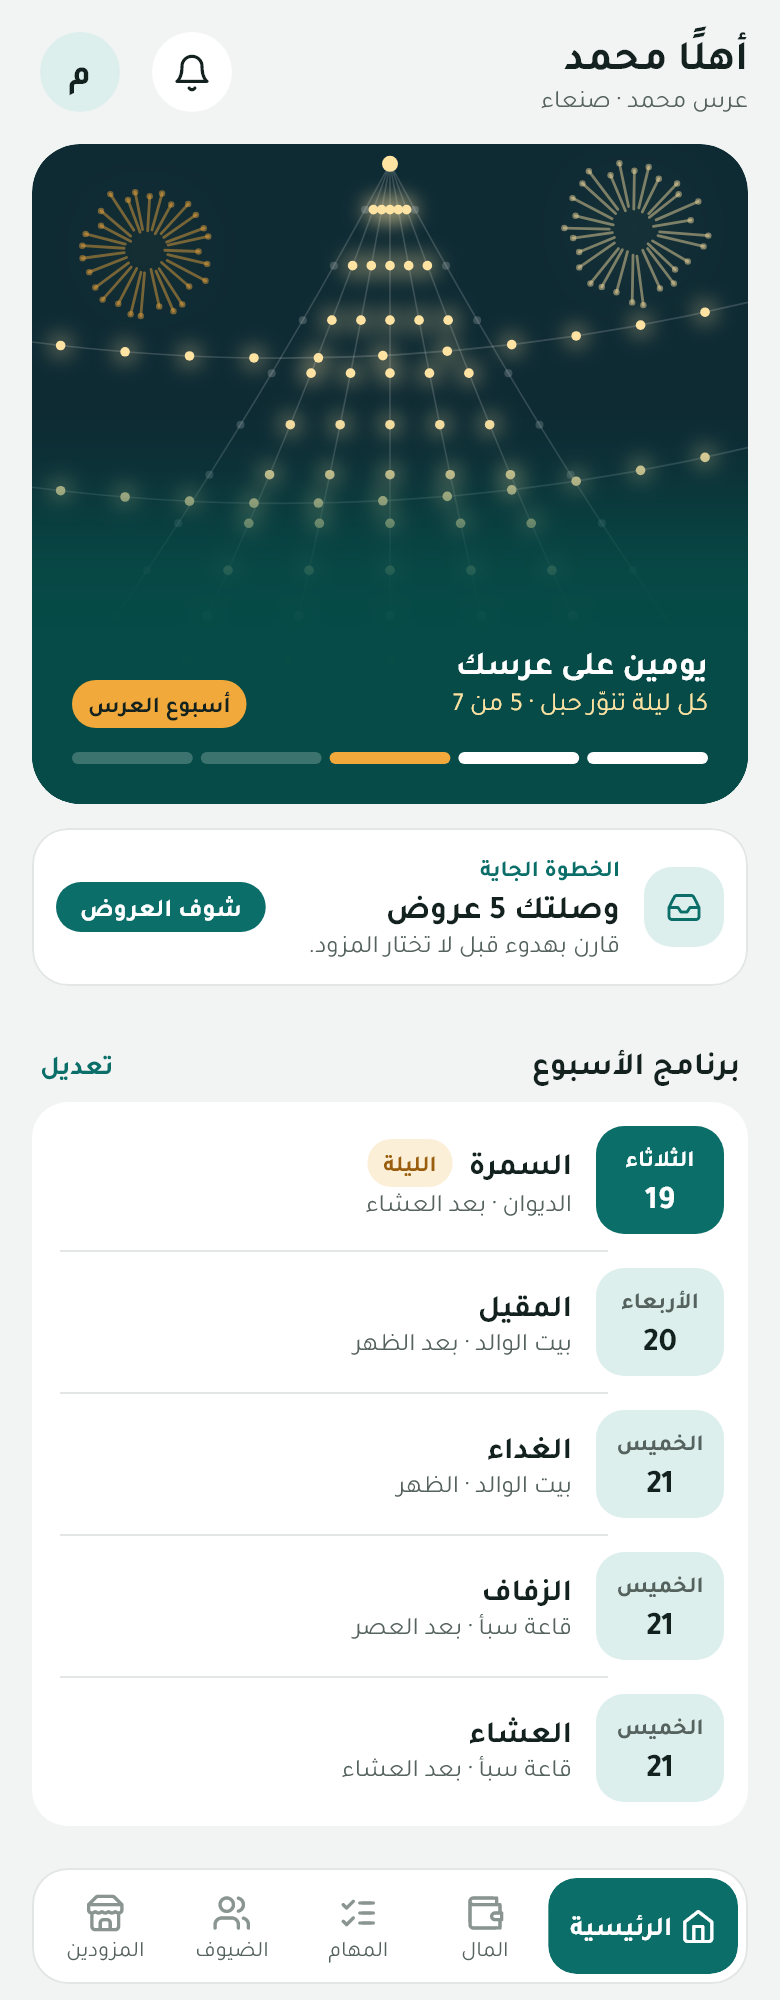 أهلًا محمد
عرس محمد · صنعاء
م
يومين على عرسك
كل ليلة تنوّر حبل · 5 من 7
أسبوع العرس
الخطوة الجاية
وصلتك 5 عروض
قارن بهدوء قبل لا تختار المزود.
شوف العروض
برنامج الأسبوع
تعديل
الثلاثاء
19
السمرة
الليلة
الديوان · بعد العشاء
الأربعاء
20
المقيل
بيت الوالد · بعد الظهر
الخميس
21
الغداء
بيت الوالد · الظهر
الخميس
21
الزفاف
قاعة سبأ · بعد العصر
الخميس
21
العشاء
قاعة سبأ · بعد العشاء
الرئيسية
المال
المهام
الضيوف
المزودين